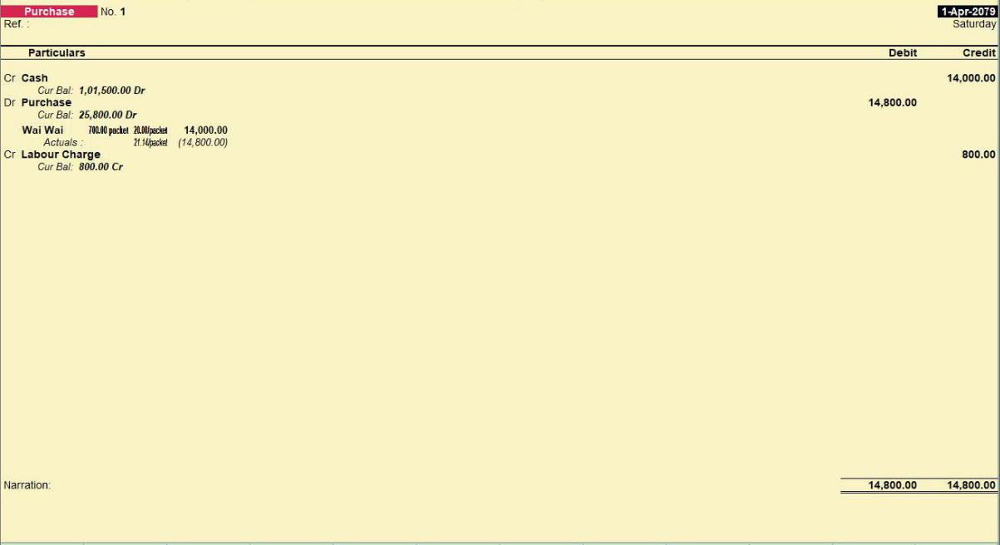 Purchase No. 1 1-Apr-2079
Ref. : Saturday
Particulars Debit Credit
Cr Cash 14,000.00
Cur Bal: 1,01,500.00 Dr
Dr Purchase 14,800.00
Cur Bal: 25,800.00 Dr
Wai Wai 700.00 packet 20.00/packet 14,000.00
Actuals : 21.14/packet (14,800.00)
Cr Labour Charge 800.00
Cur Bal: 800.00 Cr
Narration: 14,800.00 14,800.00